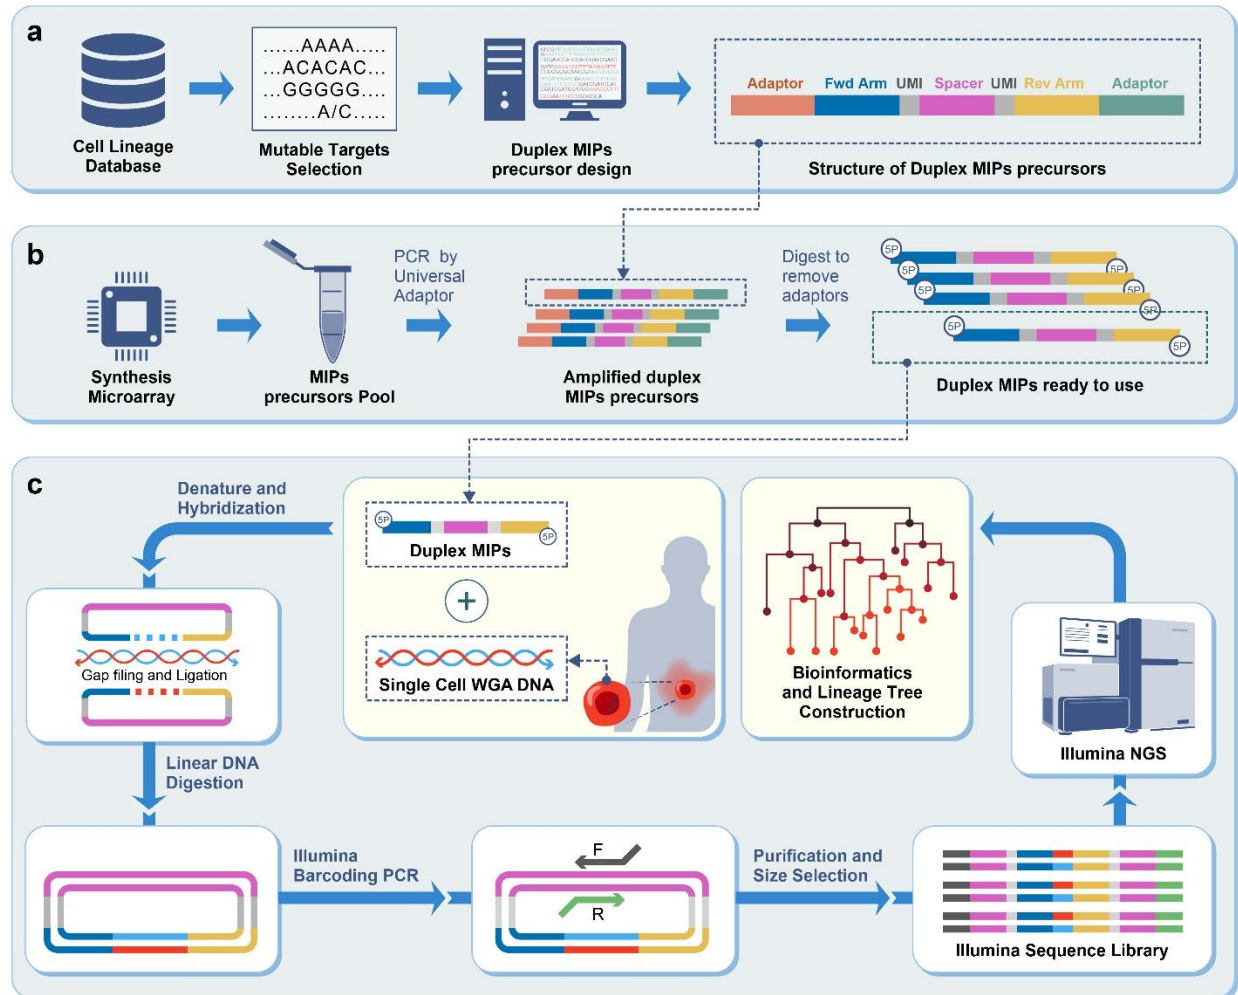 a
Cell Lineage
Database
......AAAA.....
..ACACAC...
...GGGGG....
........A/C.....
Mutable Targets
Selection
Duplex MIPs
precursor design
Adaptor Fwd Arm UMI Spacer UMI Rev Arm Adaptor
Structure of Duplex MIPs precursors
b
Synthesis
Microarray
MIPs
precursors Pool
PCR by
Universal
Adaptor
Amplified duplex
MIPs precursors
Digest to
remove
adaptors
5P
5P
5P
5P
5P
5P
5P
5P
Duplex MIPs ready to use
c
Denature and
Hybridization
Gap filing and Ligation
5P
5P
Duplex MIPs
+
Single Cell WGA DNA
Bioinformatics
and Lineage Tree
Construction
Illumina NGS
Linear DNA
Digestion
Illumina
Barcoding PCR
F
R
Purification and
Size Selection
Illumina Sequence Library